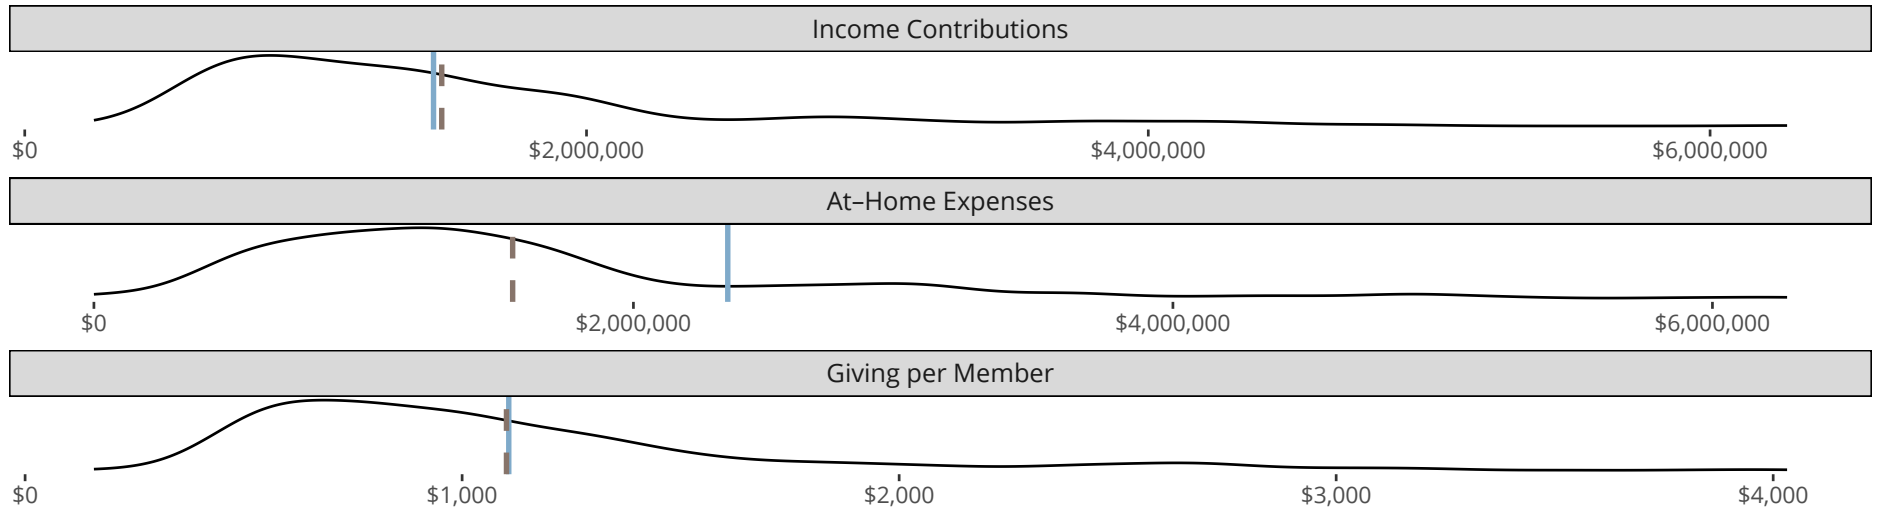 Income Contributions
$0 $2,000,000 $4,000,000 $6,000,000
At–Home Expenses
$0 $2,000,000 $4,000,000 $6,000,000
Giving per Member
$0 $1,000 $2,000 $3,000 $4,000